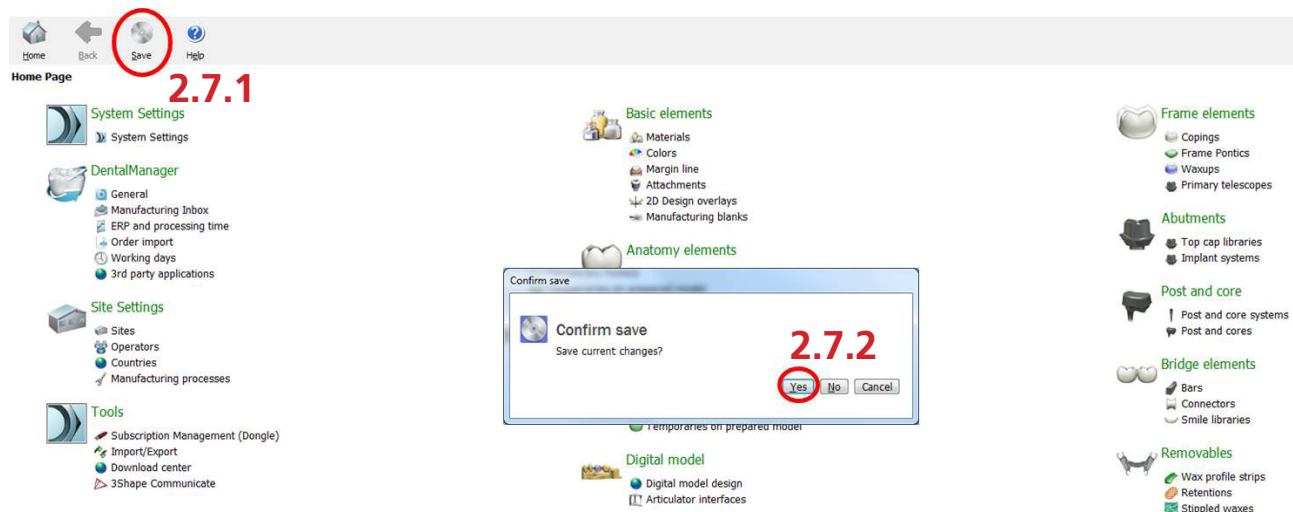 Home Back Save Help
2.7.1
Home Page
System Settings
System Settings
DentalManager
General
Manufacturing Inbox
ERP and processing time
Order import
Working days
3rd party applications
Site Settings
Sites
Operators
Countries
Manufacturing processes
Tools
Subscription Management (Dongle)
Import/Export
Download center
3Shape Communicate
Basic elements
Materials
Colors
Margin line
Attachments
2D Design overlays
Manufacturing blanks
Anatomy elements
Confirm save
Confirm save
Save current changes?
2.7.2
Yes No Cancel
Temporaries on prepared model
Digital model
Digital model design
Articulator interfaces
Frame elements
Copings
Frame Pontics
Waxups
Primary telescopes
Abutments
Top cap libraries
Implant systems
Post and core
Post and core systems
Post and cores
Bridge elements
Bars
Connectors
Smile libraries
Removables
Wax profile strips
Retentions
Stippled waxes